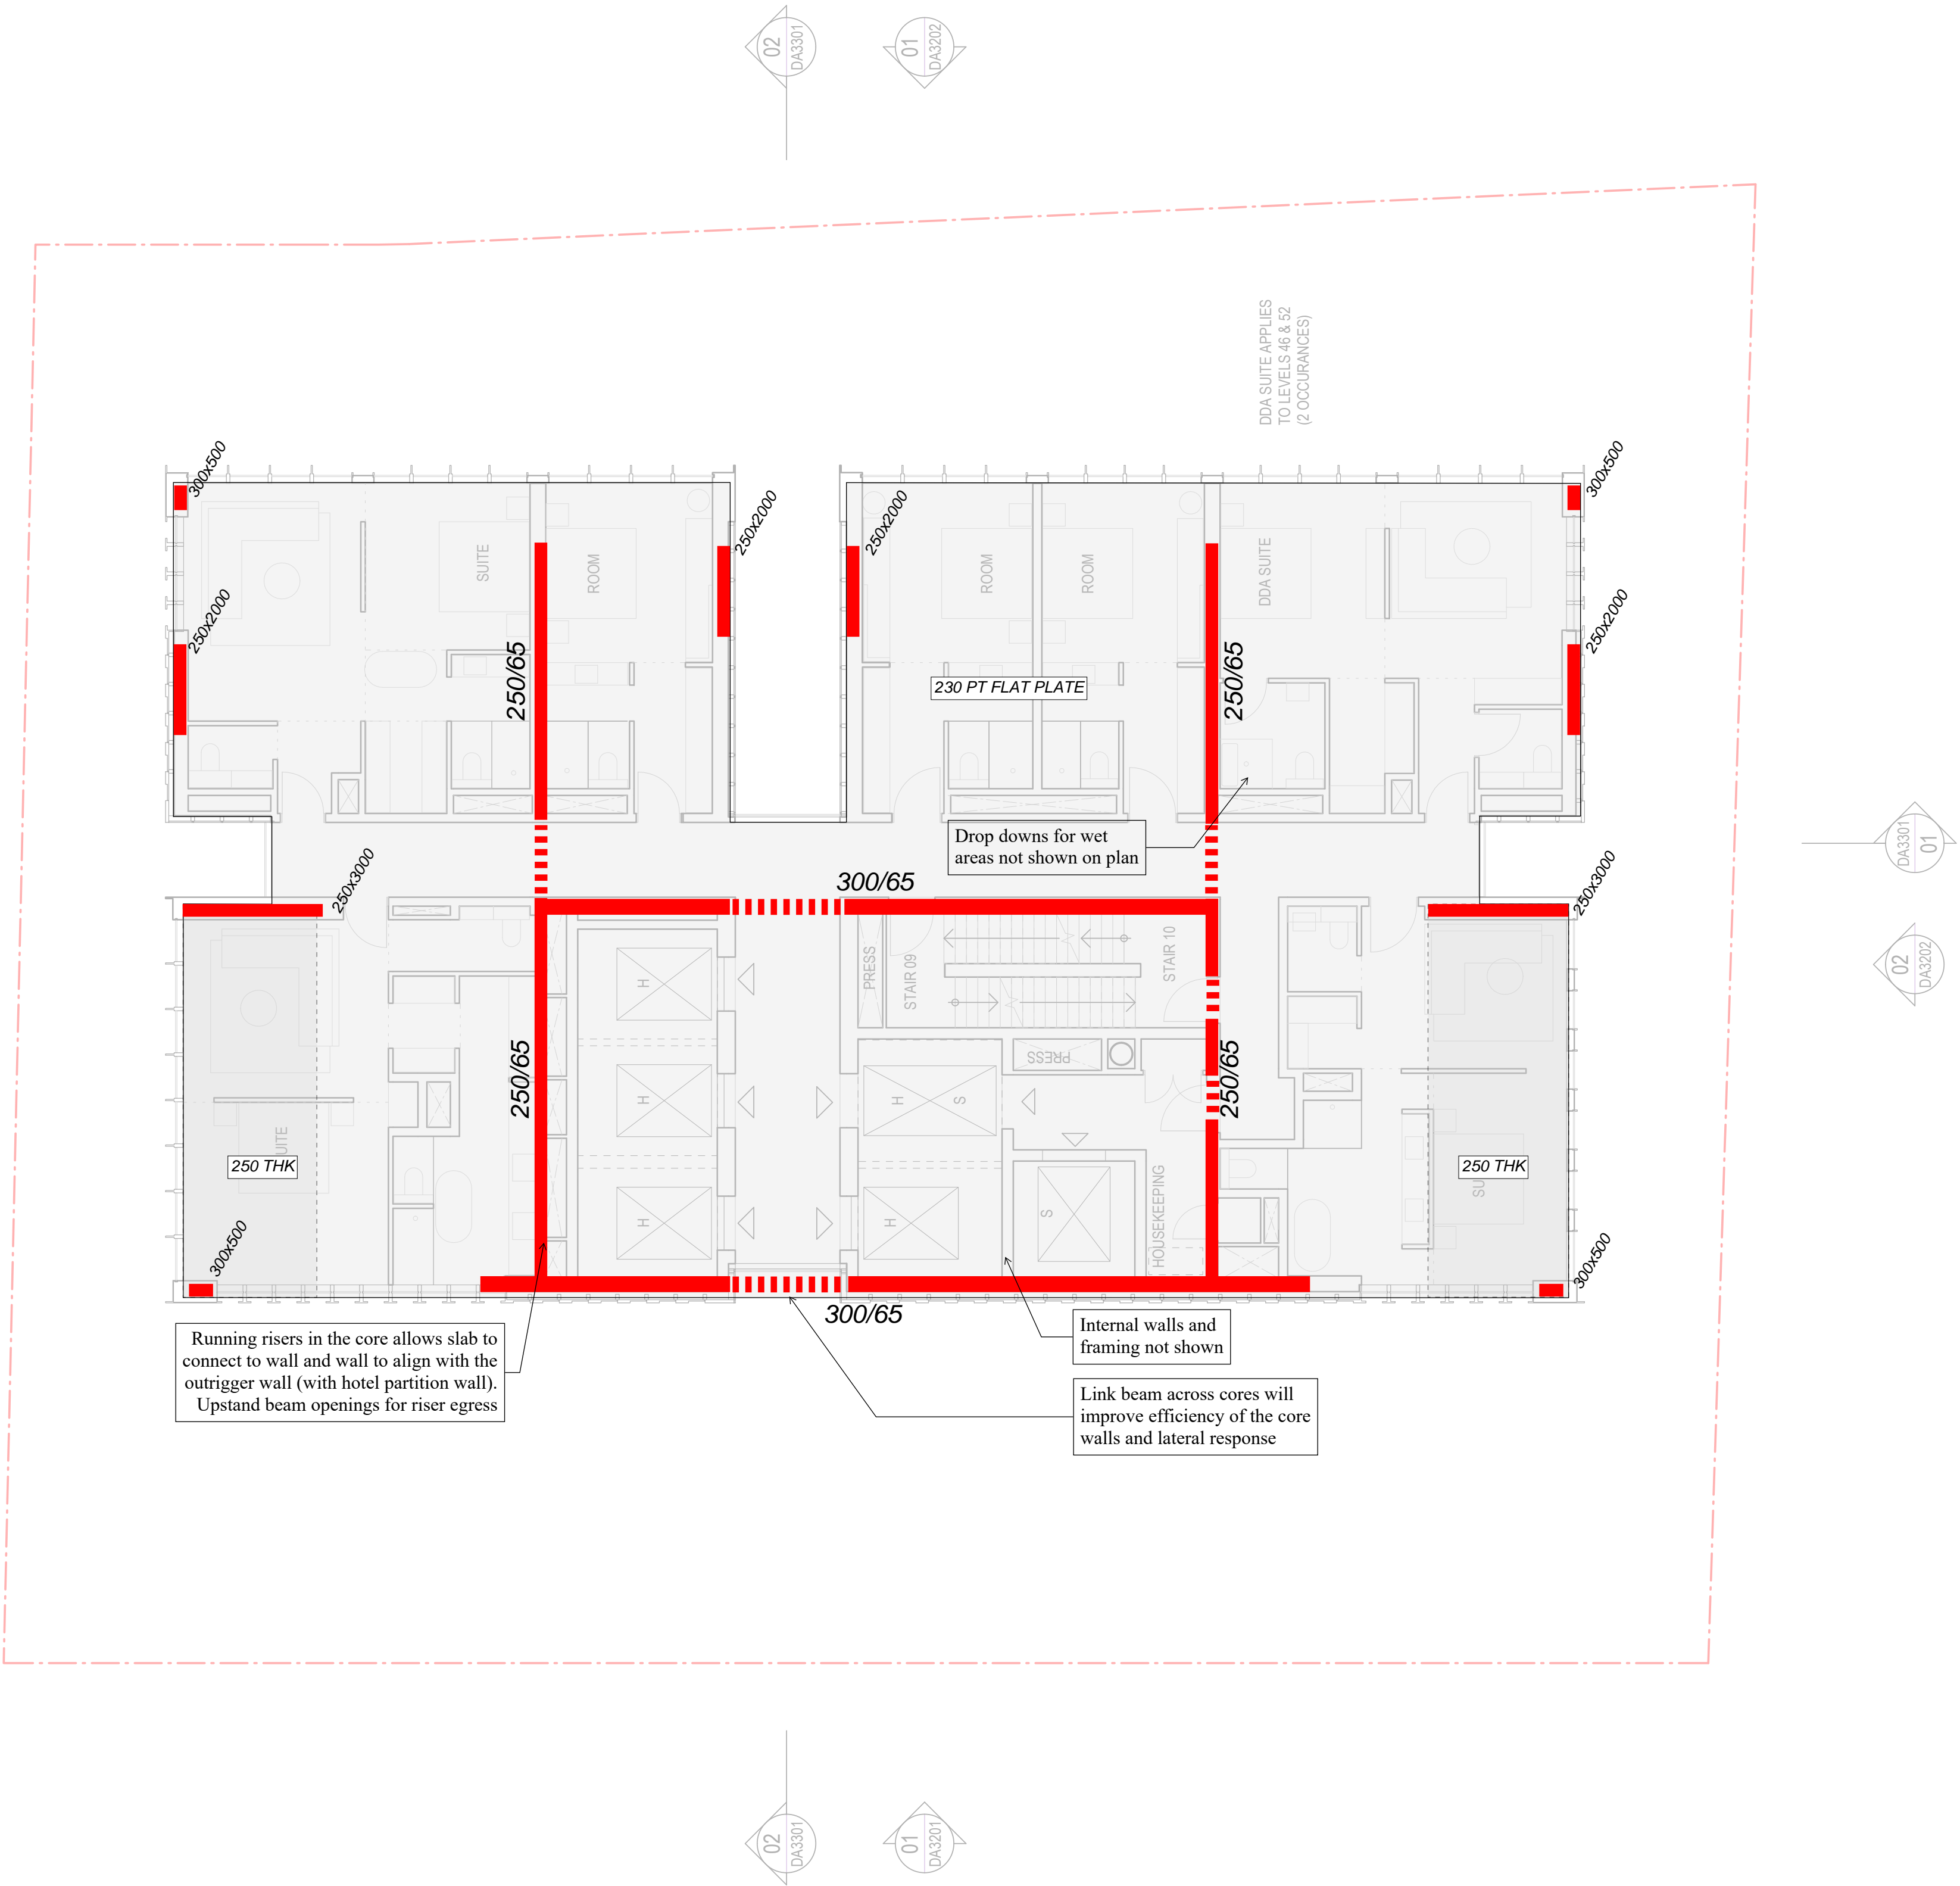 02
DA3301
01
DA3202
DDA SUITE APPLIES
TO LEVELS 46 & 52
(2 OCCURANCES)
300x500
300x500
250x2000
250x2000
SUITE
ROOM
ROOM
ROOM
DDA SUITE
250x2000
250x2000
250/65
250/65
230 PT FLAT PLATE
Drop downs for wet
areas not shown on plan
DA3301
01
300/65
250x3000
250x3000
PRESS
STAIR 09
STAIR 10
02
DA3202
H
250/65
H
H
S
PRESS
250/65
UITE
250 THK
250 THK
SU
H
H
S
HOUSEKEEPING
300x500
300x500
300/65
Running risers in the core allows slab to
connect to wall and wall to align with the
outrigger wall (with hotel partition wall).
Upstand beam openings for riser egress
Internal walls and
framing not shown
Link beam across cores will
improve efficiency of the core
walls and lateral response
02
DA3301
01
DA3201